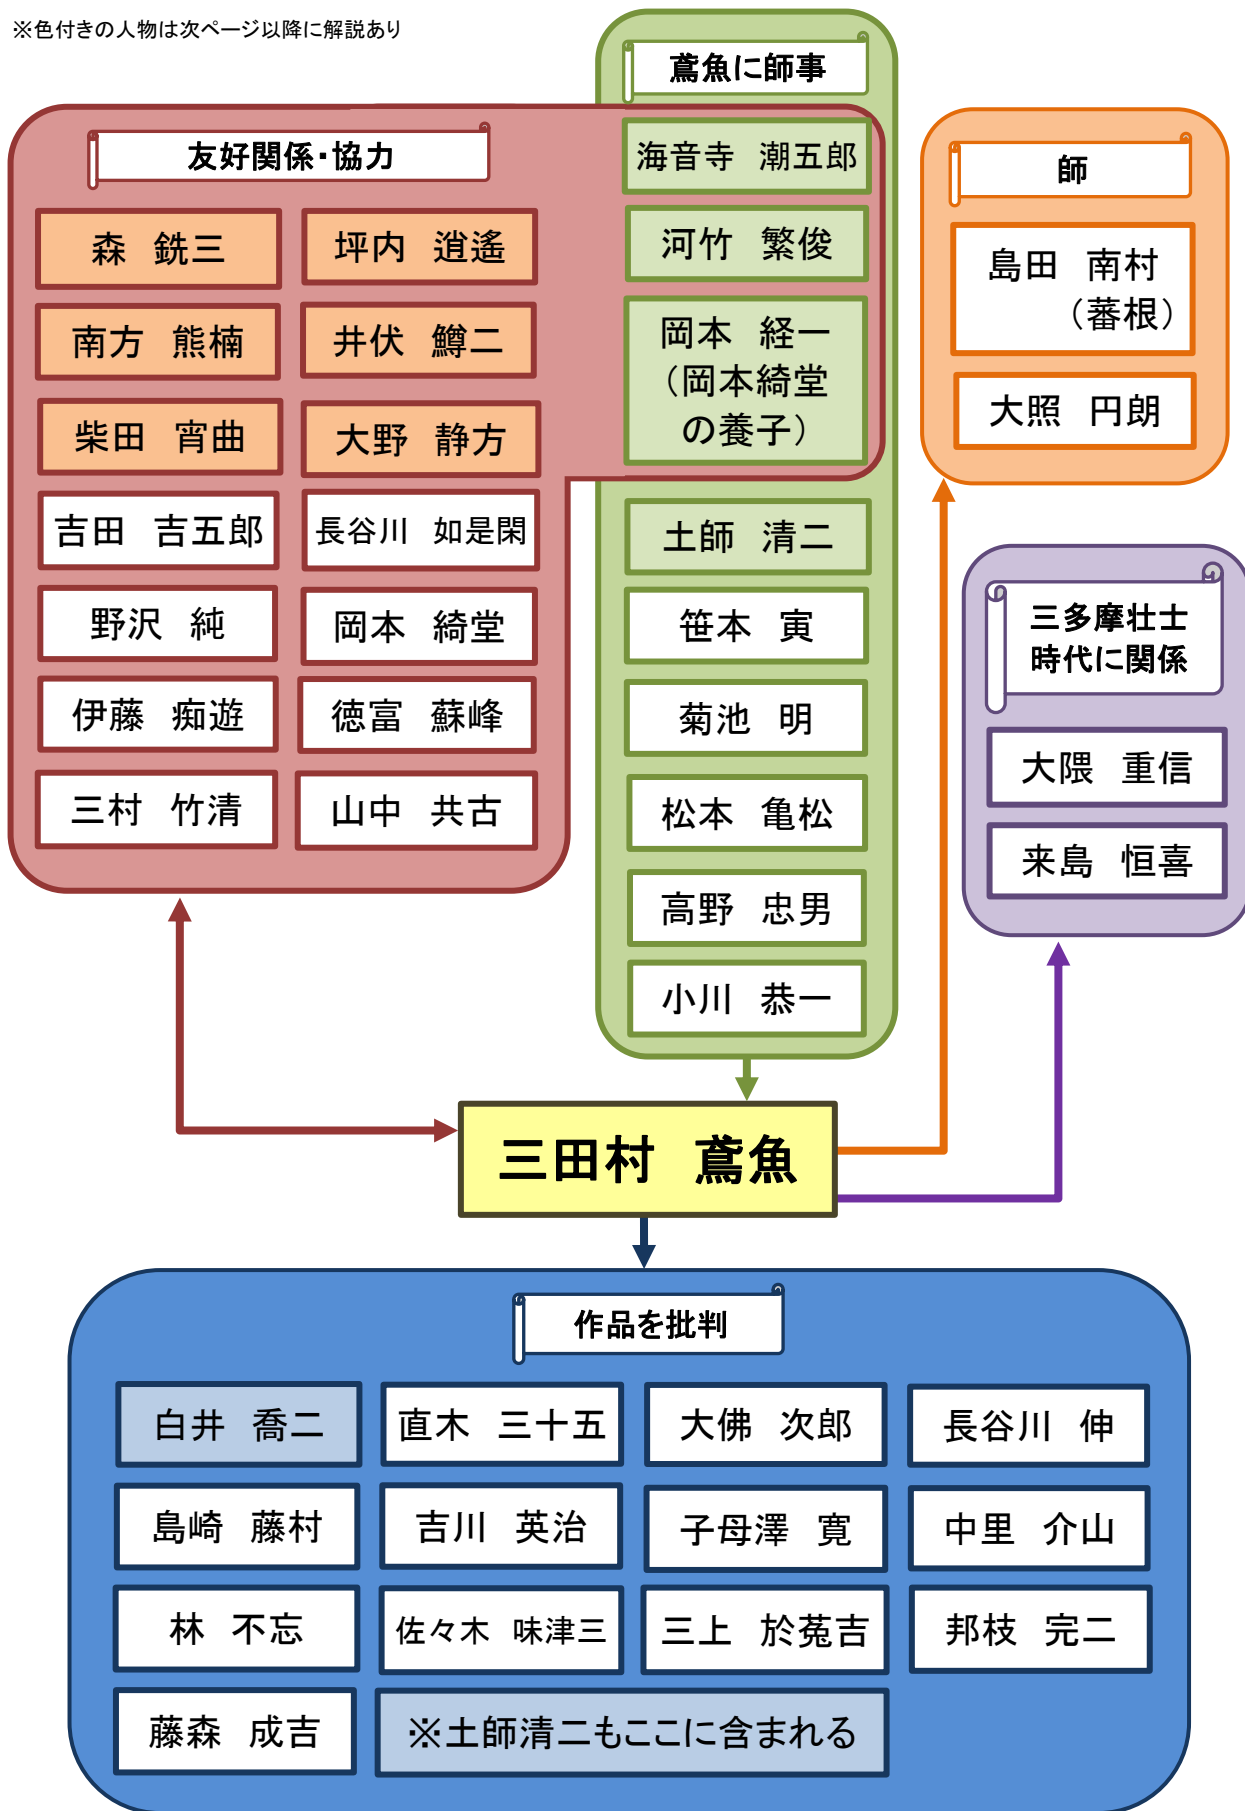 ※色付きの人物は次ページ以降に解説あり
鳶魚に師事
海音寺 潮五郎
河竹 繁俊
岡本 経一
（岡本綺堂
の養子）
土師 清二
笹本 寅
菊池 明
松本 亀松
高野 忠男
小川 恭一
友好関係・協力
森 銑三
坪内 逍遙
南方 熊楠
井伏 鱒二
柴田 宵曲
大野 静方
吉田 吉五郎
長谷川 如是閑
野沢 純
岡本 綺堂
伊藤 痴遊
徳富 蘇峰
三村 竹清
山中 共古
師
島田 南村
（蕃根）
大照 円朗
三多摩壮士
時代に関係
大隈 重信
来島 恒喜
三田村 鳶魚
作品を批判
白井 喬二
直木 三十五
大佛 次郎
長谷川 伸
島崎 藤村
吉川 英治
子母澤 寛
中里 介山
林 不忘
佐々木 味津三
三上 於菟吉
邦枝 完二
藤森 成吉
※土師清二もここに含まれる